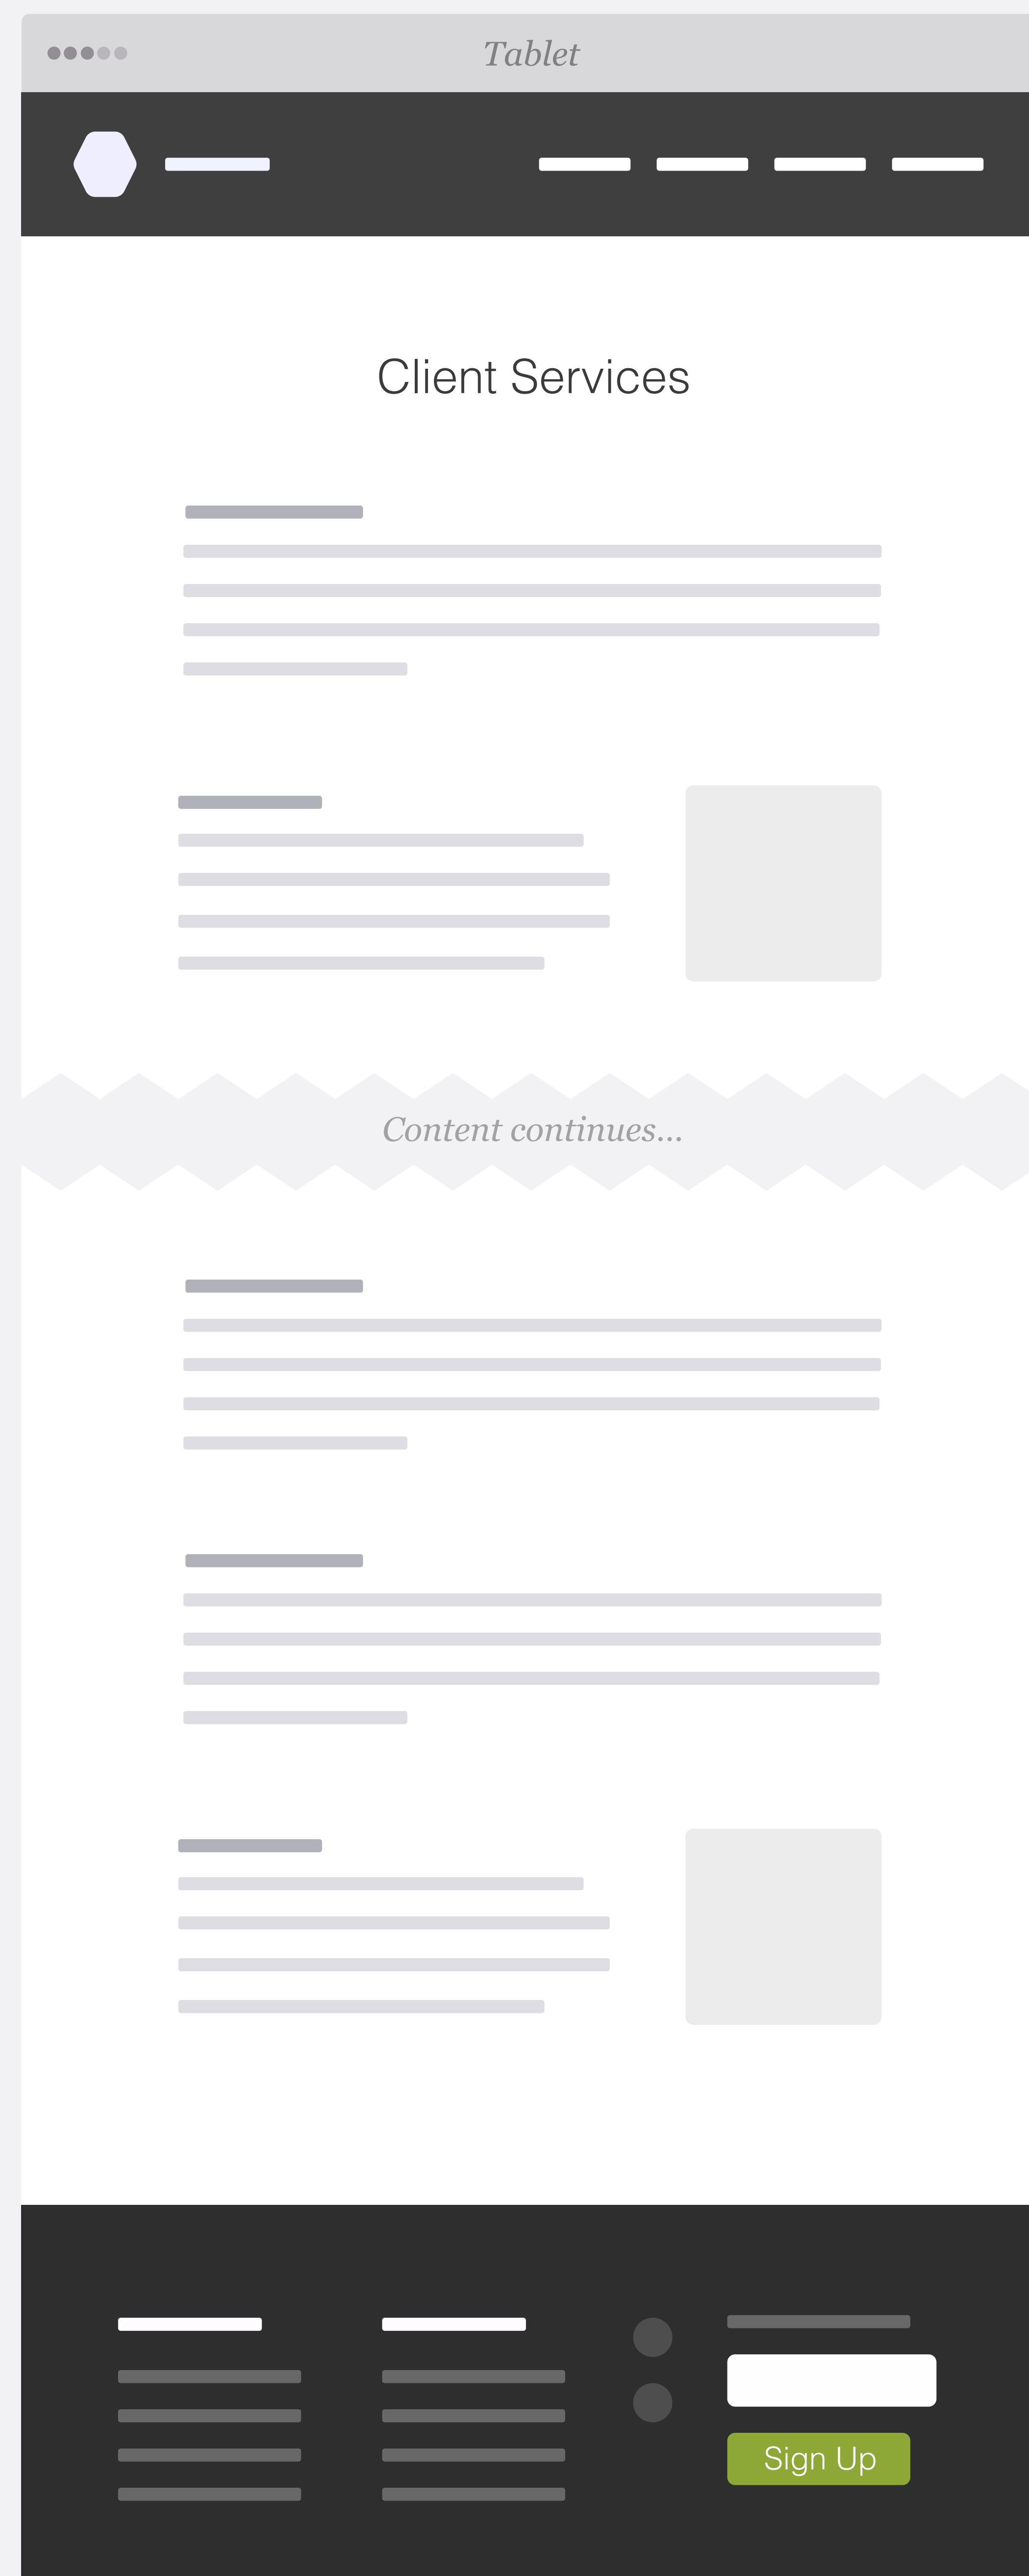 Tablet
Client Services
Content continues...
Sign Up